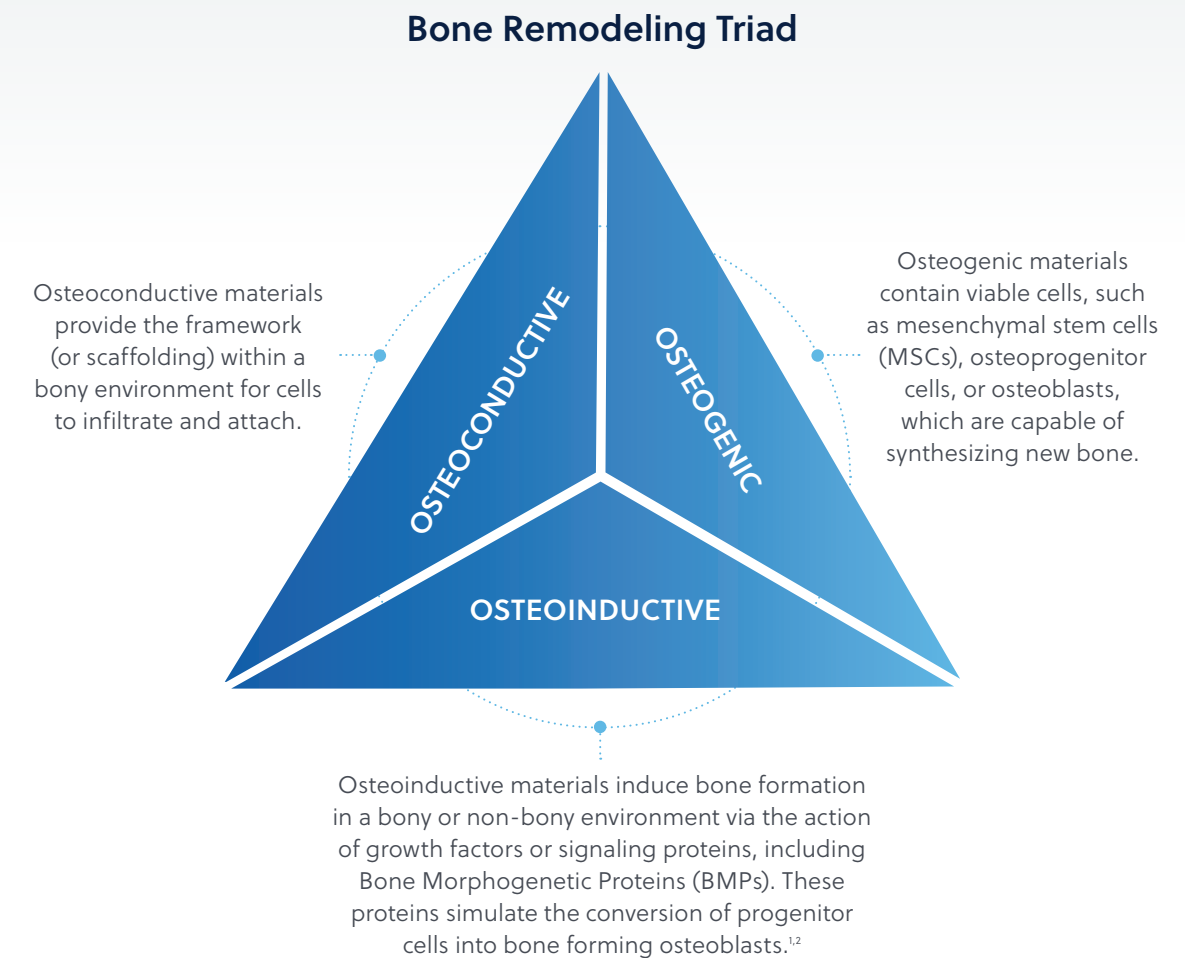 Bone Remodeling Triad
Osteoconductive materials
provide the framework
(or scaffolding) within a
bony environment for cells
to infiltrate and attach.
OSTEOCONDUCTIVE
OSTEOGENIC
Osteogenic materials
contain viable cells, such
as mesenchymal stem cells
(MSCs), osteoprogenitor
cells, or osteoblasts,
which are capable of
synthesizing new bone.
OSTEOINDUCTIVE
Osteoinductive materials induce bone formation
in a bony or non-bony environment via the action
of growth factors or signaling proteins, including
Bone Morphogenetic Proteins (BMPs). These
proteins simulate the conversion of progenitor
cells into bone forming osteoblasts.¹,²